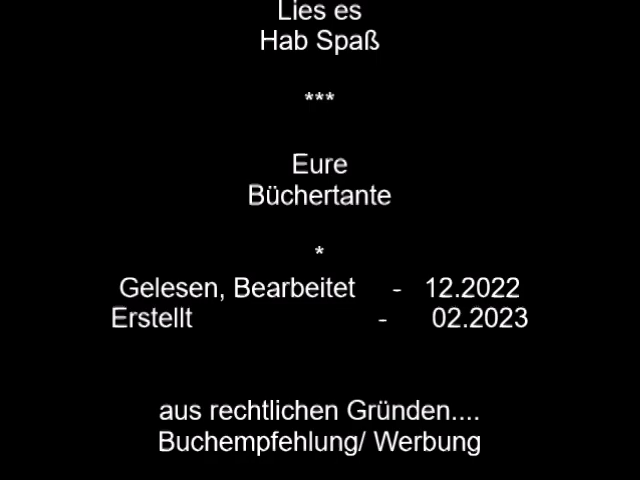 Lies es
Hab Spaß
***
Eure
Büchertante
*
Gelesen, Bearbeitet - 12.2022
Erstellt - 02.2023
aus rechtlichen Gründen....
Buchempfehlung/ Werbung